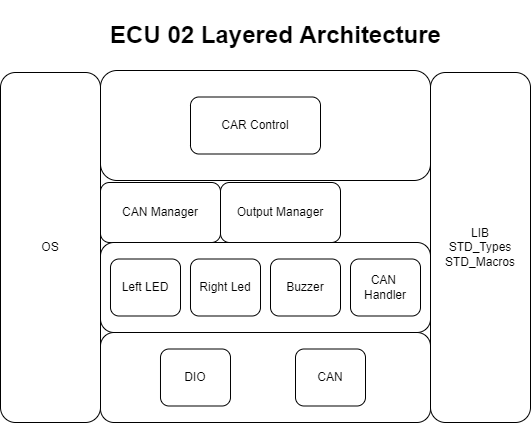 ECU 02 Layered Architecture
CAR Control
CAN Manager
Output Manager
OS
LIB
STD_Types
STD_Macros
Left LED
Right Led
Buzzer
CAN
Handler
DIO
CAN